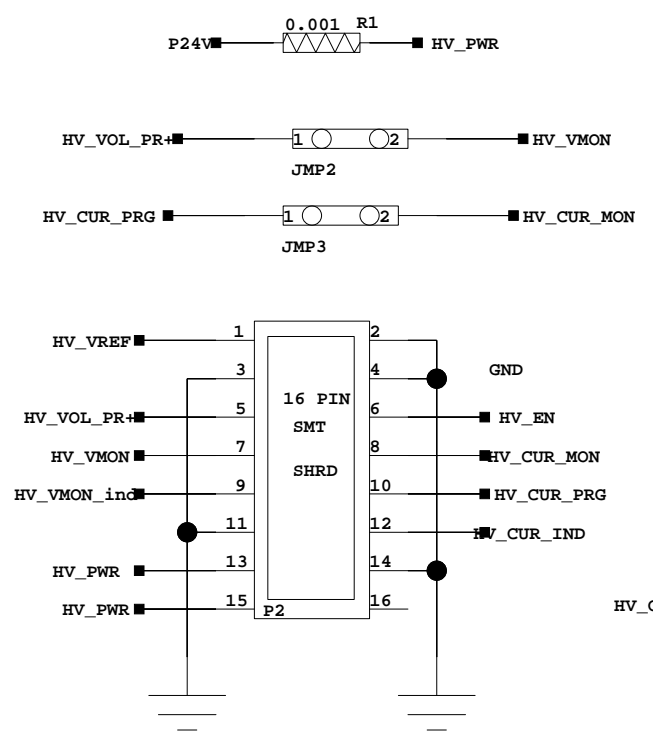 0.001 R1
P24V HV_PWR
HV_VOL_PR+ 1 2 HV_VMON
JMP2
HV_CUR_PRG 1 2 HV_CUR_MON
JMP3
HV_VREF 1 2
3 4 GND
16 PIN
HV_VOL_PR+ 5 6 HV_EN
SMT
HV_VMON 7 8 HV_CUR_MON
SHRD
HV_VMON_ind 9 10 HV_CUR_PRG
11 12 HV_CUR_IND
HV_PWR 13 14
HV_PWR 15 P2 16 HV_